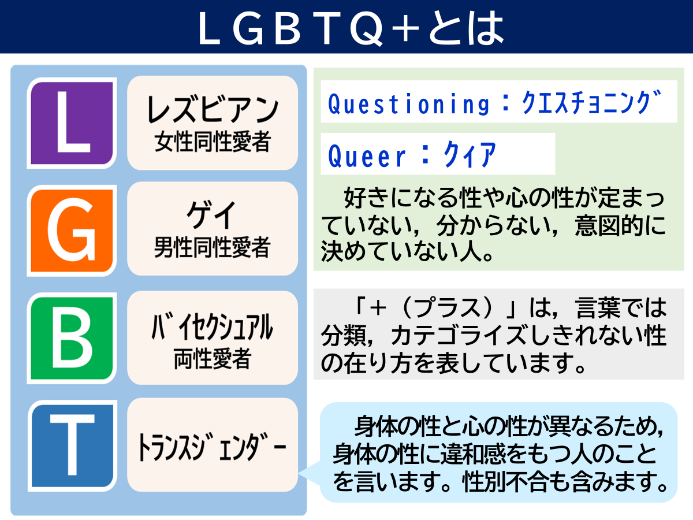 ＬＧＢＴＱ＋とは
L
レズビアン
女性同性愛者
G
ゲイ
男性同性愛者
B
ﾊﾞｲｾｸｼｭｱﾙ
両性愛者
T
ﾄﾗﾝｽｼﾞｪﾝﾀﾞｰ
Questioning：ｸｴｽﾁｮﾆﾝｸﾞ
Queer：ｸｨｱ
好きになる性や心の性が定まっ
ていない，分からない，意図的に
決めていない人。
「＋（プラス）」は，言葉では
分類，カテゴライズしきれない性
の在り方を表しています。
身体の性と心の性が異なるため，
身体の性に違和感をもつ人のこと
を言います。性別不合も含みます。